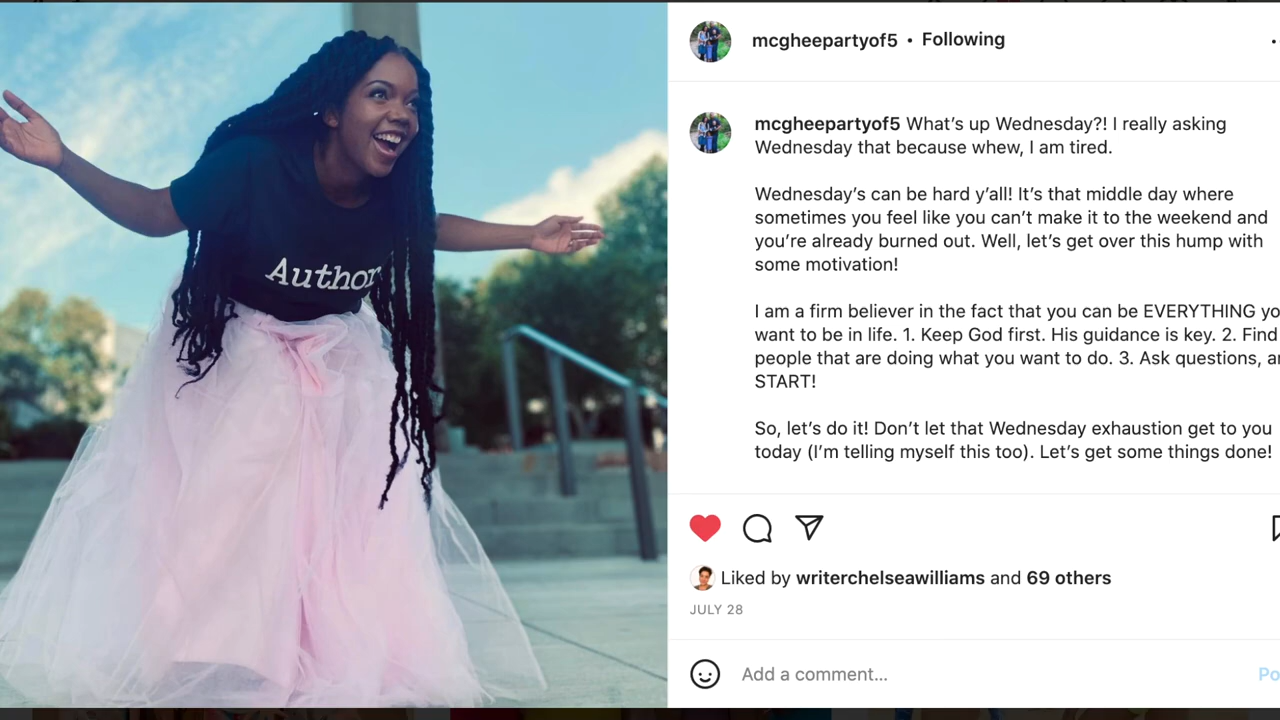 Author
mcgheepartyof5 • Following
mcgheepartyof5 What's up Wednesday?! I really asking
Wednesday that because whew, I am tired.
Wednesday's can be hard y'all! It's that middle day where
sometimes you feel like you can't make it to the weekend and
you're already burned out. Well, let's get over this hump with
some motivation!
I am a firm believer in the fact that you can be EVERYTHING yo
want to be in life. 1. Keep God first. His guidance is key. 2. Find
people that are doing what you want to do. 3. Ask questions, a
START!
So, let's do it! Don't let that Wednesday exhaustion get to you
today (I'm telling myself this too). Let's get some things done!
Liked by writerchelseawilliams and 69 others
JULY 28
Add a comment...
Po